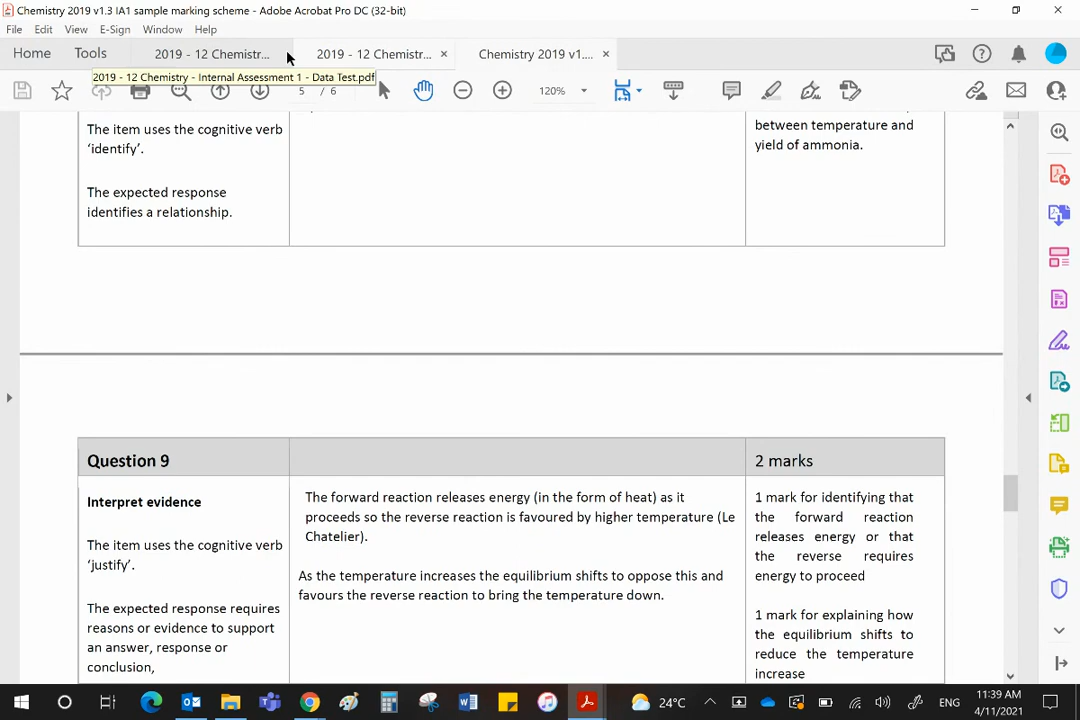 Chemistry 2019 v1.3 IA1 sample marking scheme - Adobe Acrobat Pro DC (32-bit)
File Edit View E-Sign Window Help
Home Tools 2019 - 12 Chemistr... 2019 - 12 Chemistr... Chemistry 2019 v1....
2019 - 12 Chemistry - Internal Assessment 1 - Data Test.pdf
5 / 6 120%
The item uses the cognitive verb
‘identify’.
The expected response
identifies a relationship.
between temperature and
yield of ammonia.
Question 9
2 marks
Interpret evidence
The item uses the cognitive verb
‘justify’.
The expected response requires
reasons or evidence to support
an answer, response or
conclusion,
The forward reaction releases energy (in the form of heat) as it
proceeds so the reverse reaction is favoured by higher temperature (Le
Chatelier).
As the temperature increases the equilibrium shifts to oppose this and
favours the reverse reaction to bring the temperature down.
1 mark for identifying that
the forward reaction
releases energy or that
the reverse requires
energy to proceed
1 mark for explaining how
the equilibrium shifts to
reduce the temperature
increase
24°C
ENG
11:39 AM
4/11/2021